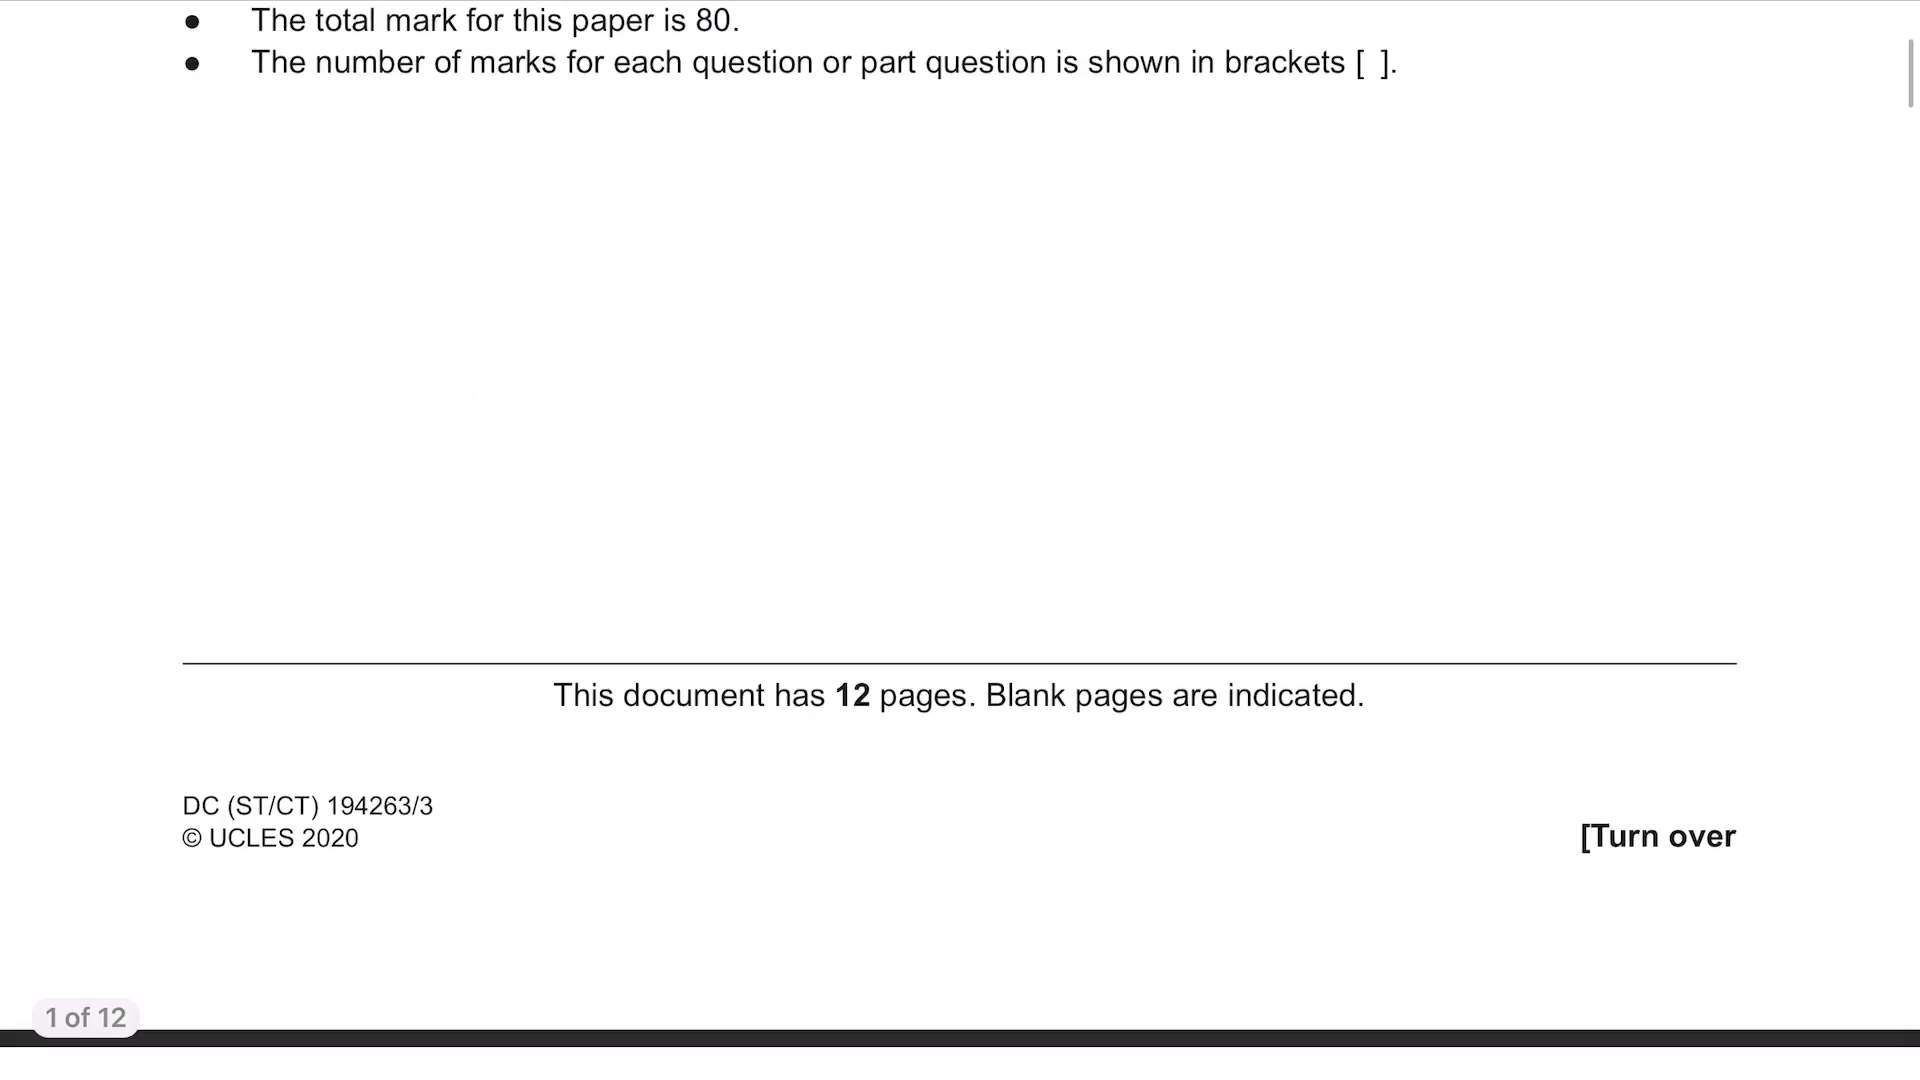 ● The total mark for this paper is 80.
● The number of marks for each question or part question is shown in brackets [ ].
This document has 12 pages. Blank pages are indicated.
DC (ST/CT) 194263/3
© UCLES 2020
[Turn over
1 of 12